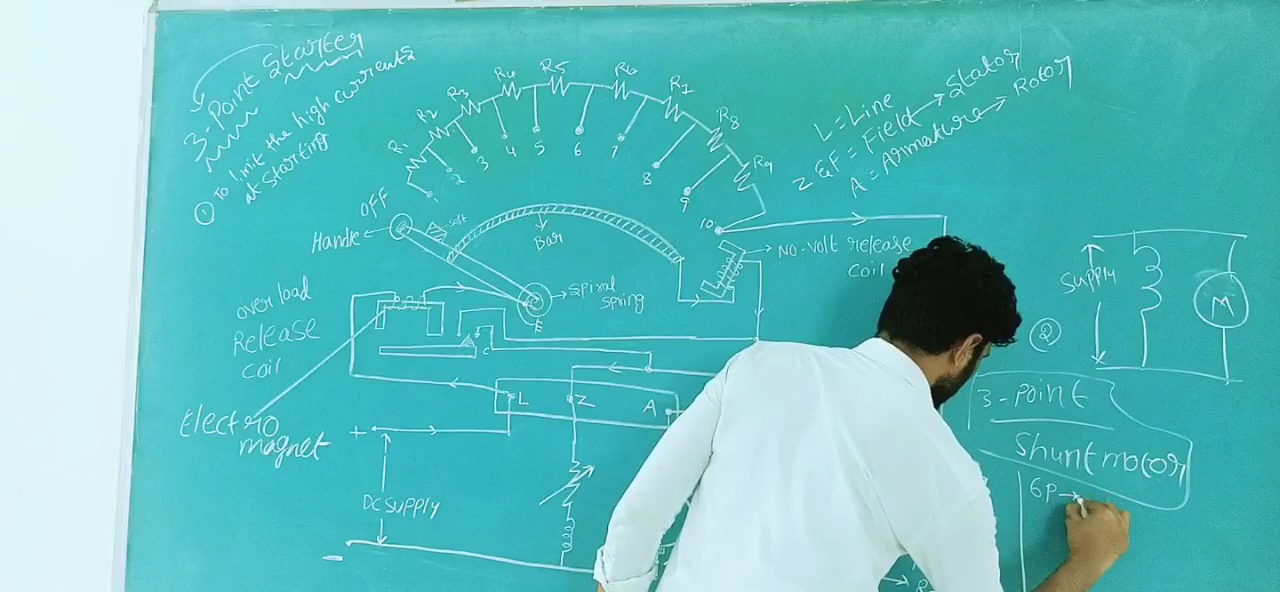 3-Point Starter
① To limit the high currents
at starting
R1
R2
R3
R4
R5
R6
R7
R8
R9
2
3
4
5
6
7
8
9
10
OFF
Handle
soft
Bar
Spiral
spring
E
No-volt release
coil
L = Line
Z & F = Field → Stator
A = Armature → Rotor
over load
Release
coil
Electro
magnet
L
Z
A
+
DC SUPPLY
−
②
Supply
M
3-Point
Shunt motor
6P →